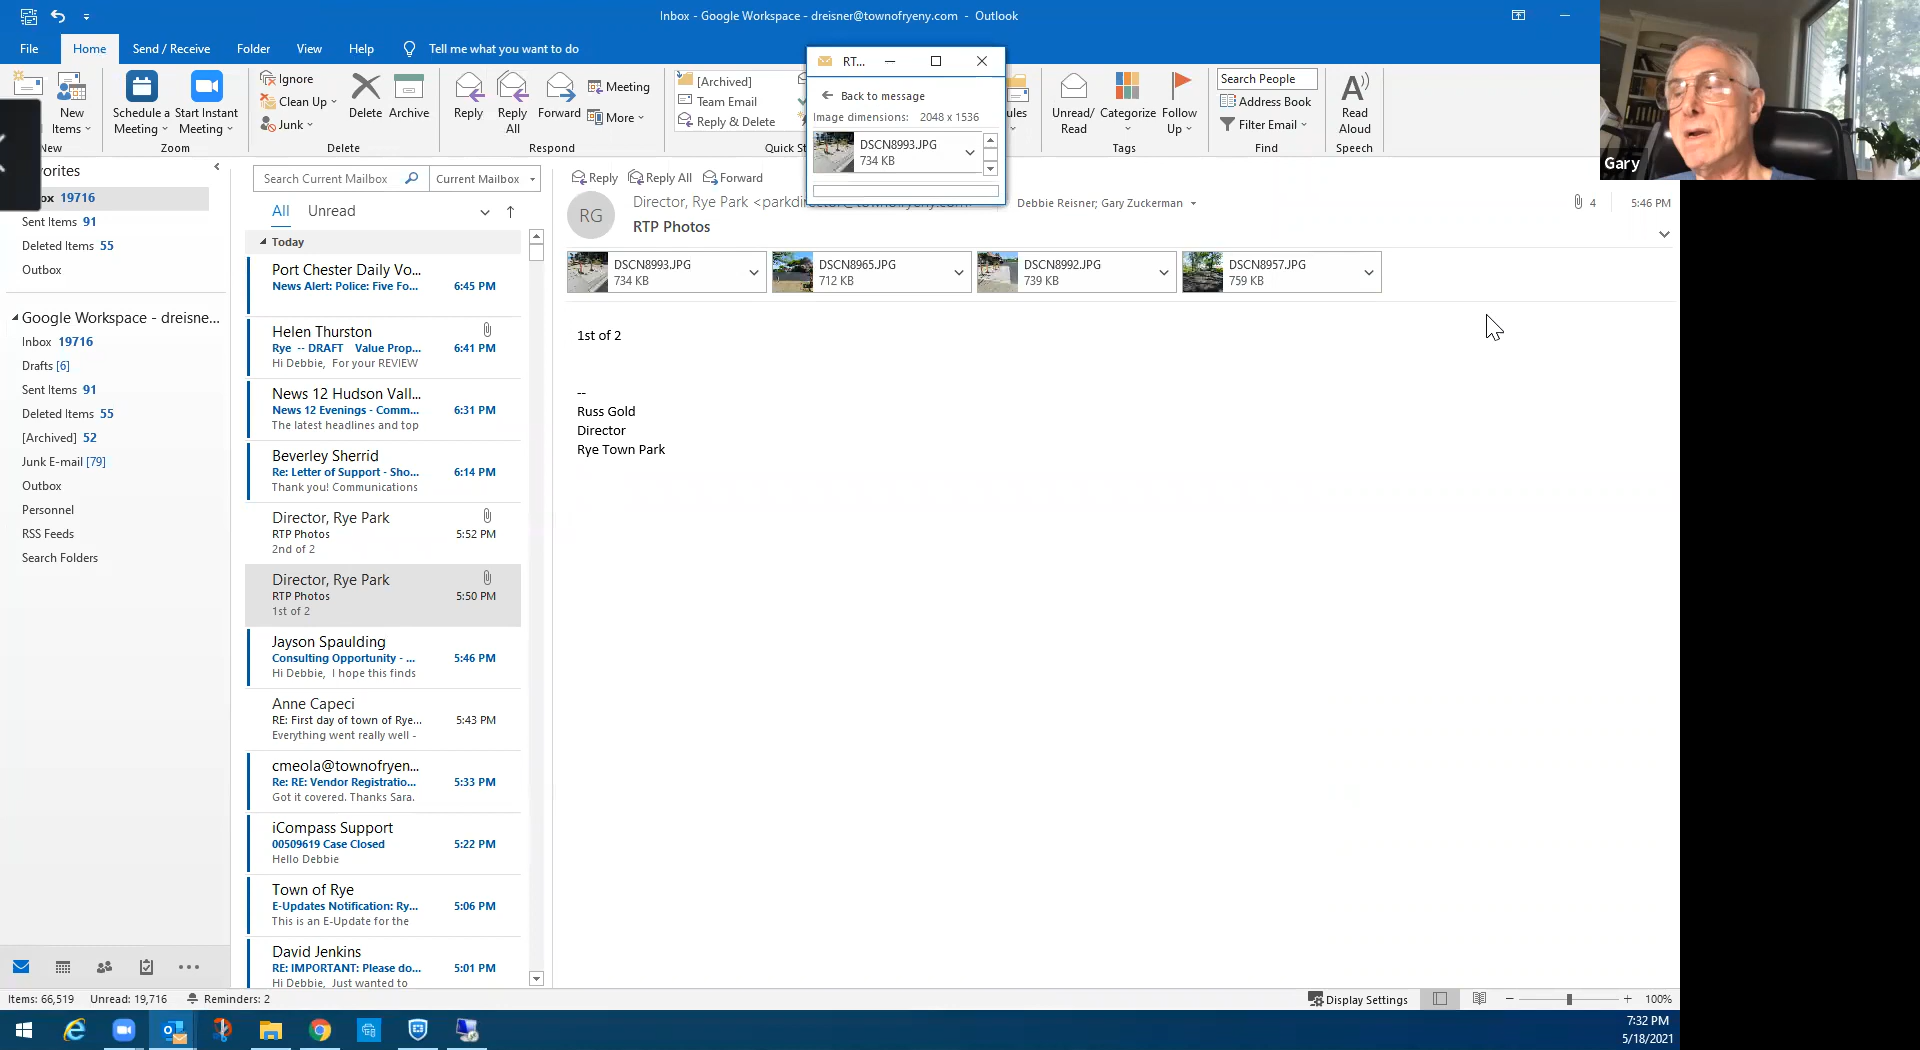 Inbox - Google Workspace - dreisner@townofryeny.com - Outlook
File Home Send / Receive Folder View Help Tell me what you want to do
New Items
New
Schedule a Meeting
Start Instant Meeting
Zoom
Ignore
Clean Up
Junk
Delete
Archive
Delete
Reply
Reply All
Forward
Meeting
More
Respond
[Archived]
Team Email
Reply & Delete
Quick St
Unread/ Read
Categorize
Follow Up
Tags
Search People
Address Book
Filter Email
Find
Read Aloud
Speech
RT...
Back to message
Image dimensions: 2048 x 1536
DSCN8993.JPG
734 KB
Gary
19716
Sent Items 91
Deleted Items 55
Outbox
Google Workspace - dreisne...
Inbox 19716
Drafts [6]
Sent Items 91
Deleted Items 55
[Archived] 52
Junk E-mail [79]
Outbox
Personnel
RSS Feeds
Search Folders
Search Current Mailbox
Current Mailbox
All Unread
Today
Port Chester Daily Vo...
News Alert: Police: Five Fo... 6:45 PM
Helen Thurston
Rye -- DRAFT Value Prop... 6:41 PM
Hi Debbie, For your REVIEW
News 12 Hudson Vall...
News 12 Evenings - Comm... 6:31 PM
The latest headlines and top
Beverley Sherrid
Re: Letter of Support - Sho... 6:14 PM
Thank you! Communications
Director, Rye Park
RTP Photos 5:52 PM
2nd of 2
Director, Rye Park
RTP Photos 5:50 PM
1st of 2
Jayson Spaulding
Consulting Opportunity - ... 5:46 PM
Hi Debbie, I hope this finds
Anne Capeci
RE: First day of town of Rye... 5:43 PM
Everything went really well -
cmeola@townofryen...
Re: RE: Vendor Registratio... 5:33 PM
Got it covered. Thanks Sara.
iCompass Support
00509619 Case Closed 5:22 PM
Hello Debbie
Town of Rye
E-Updates Notification: Ry... 5:06 PM
This is an E-Update for the
David Jenkins
RE: IMPORTANT: Please do... 5:01 PM
Hi Debbie, Just wanted to
Reply Reply All Forward
RG
Director, Rye Park Debbie Reisner; Gary Zuckerman 4 5:46 PM
RTP Photos
DSCN8993.JPG
734 KB
DSCN8965.JPG
712 KB
DSCN8992.JPG
739 KB
DSCN8957.JPG
759 KB
1st of 2
--
Russ Gold
Director
Rye Town Park
Items: 66,519 Unread: 19,716 Reminders: 2 Display Settings 100%
7:32 PM
5/18/2021